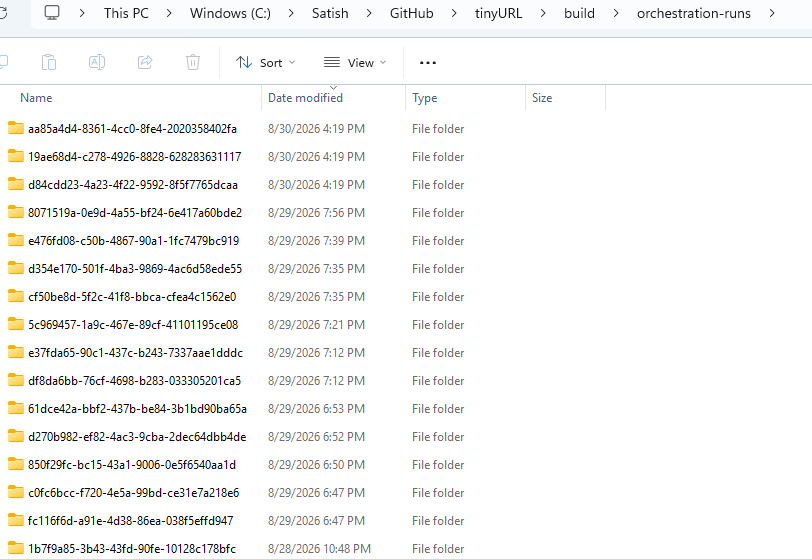 This PC > Windows (C:) > Satish > GitHub > tinyURL > build > orchestration-runs >
Sort View
Name Date modified Type Size
aa85a4d4-8361-4cc0-8fe4-2020358402fa 8/30/2026 4:19 PM File folder
19ae68d4-c278-4926-8828-628283631117 8/30/2026 4:19 PM File folder
d84cdd23-4a23-4f22-9592-8f5f7765dcaa 8/30/2026 4:19 PM File folder
8071519a-0e9d-4a55-bf24-6e417a60bde2 8/29/2026 7:56 PM File folder
e476fd08-c50b-4867-90a1-1fc7479bc919 8/29/2026 7:39 PM File folder
d354e170-501f-4ba3-9869-4ac6d58ede55 8/29/2026 7:35 PM File folder
cf50be8d-5f2c-41f8-bbca-cfea4c1562e0 8/29/2026 7:35 PM File folder
5c969457-1a9c-467e-89cf-41101195ce08 8/29/2026 7:21 PM File folder
e37fda65-90c1-437c-b243-7337aae1dddc 8/29/2026 7:12 PM File folder
df8da6bb-76cf-4698-b283-033305201ca5 8/29/2026 7:12 PM File folder
61dce42a-bbf2-437b-be84-3b1bd90ba65a 8/29/2026 6:53 PM File folder
d270b982-ef82-4ac3-9cba-2dec64dbb4de 8/29/2026 6:52 PM File folder
850f29fc-bc15-43a1-9006-0e5f6540aa1d 8/29/2026 6:50 PM File folder
c0fc6bcc-f720-4e5a-99bd-ce31e7a218e6 8/29/2026 6:47 PM File folder
fc116f6d-a91e-4d38-86ea-038f5effd947 8/29/2026 6:47 PM File folder
1b7f9a85-3b43-43fd-90fe-10128c178bfc 8/28/2026 10:48 PM File folder